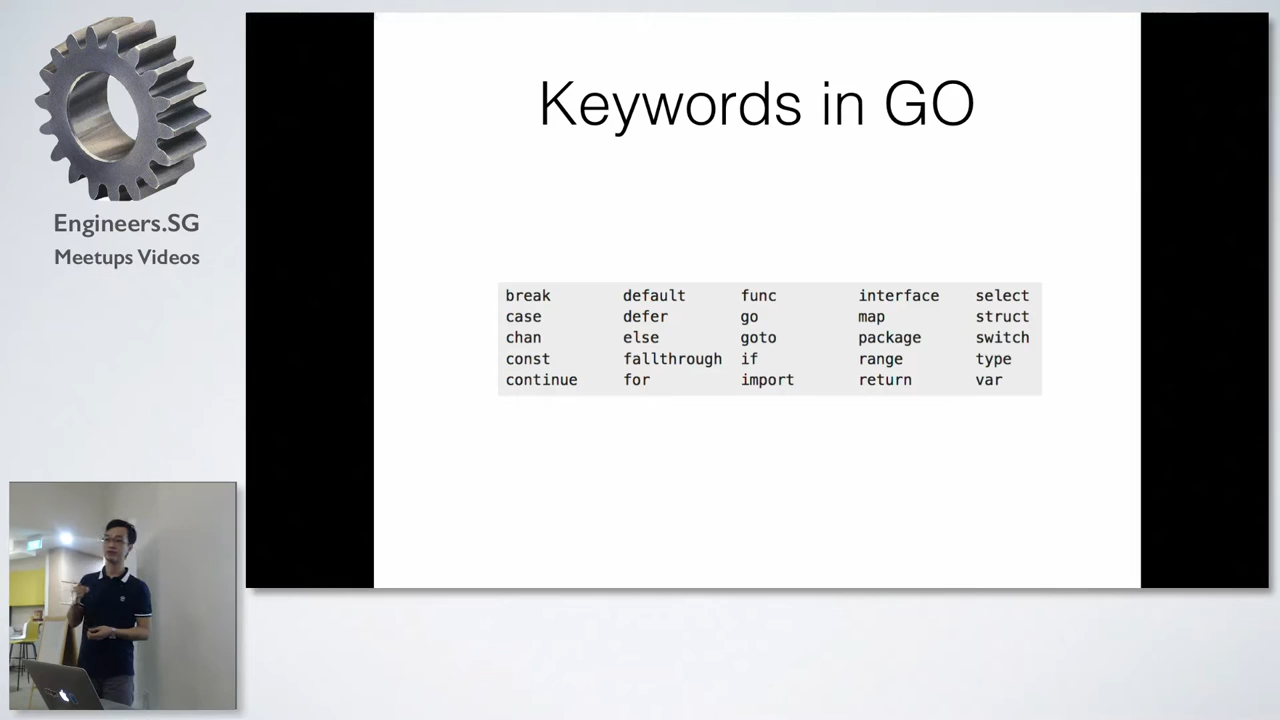 Engineers.SG
Meetups Videos
Keywords in GO
break default func interface select
case defer go map struct
chan else goto package switch
const fallthrough if range type
continue for import return var